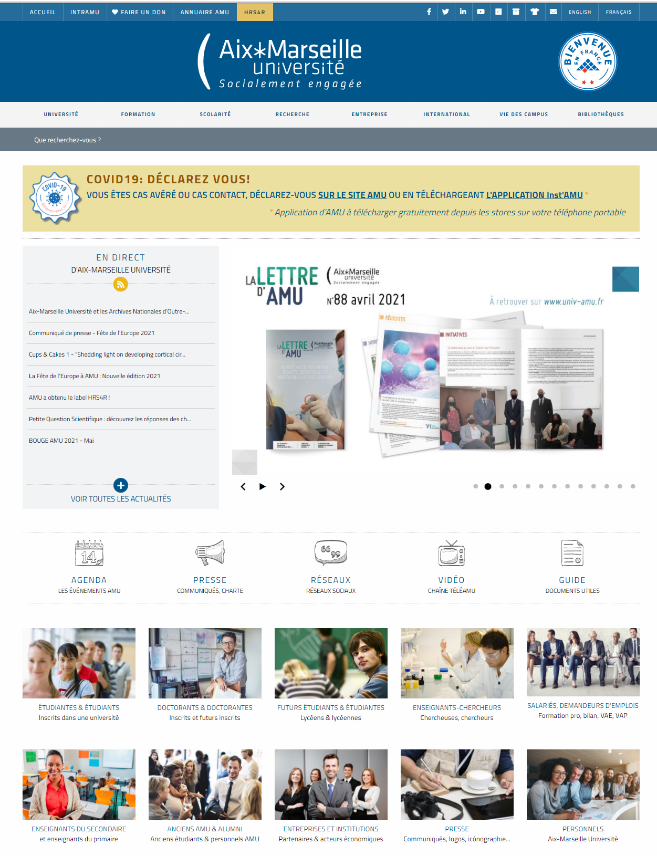 ACCUEIL INTRAMU FAIRE UN DON ANNUAIRE AMU HRS4R ENGLISH FRANÇAIS
Aix*Marseille
université
Socialement engagée
BIENVENUE
EN FRANCE
UNIVERSITÉ FORMATION SCOLARITÉ RECHERCHE ENTREPRISE INTERNATIONAL VIE DES CAMPUS BIBLIOTHÈQUES
Que recherchez-vous ?
COVID-19
COVID19: DÉCLAREZ VOUS!
VOUS ÊTES CAS AVÉRÉ OU CAS CONTACT, DÉCLAREZ-VOUS SUR LE SITE AMU OU EN TÉLÉCHARGEANT L'APPLICATION Inst'AMU *
* Application d'AMU à télécharger gratuitement depuis les stores sur votre téléphone portable
EN DIRECT
D'AIX-MARSEILLE UNIVERSITÉ
Aix-Marseille Université et les Archives Nationales d'Outre-...
Communiqué de presse - Fête de l'Europe 2021
Cups & Cakes 1 - "Shedding light on developing cortical cir...
La Fête de l'Europe à AMU : Nouvelle édition 2021
AMU a obtenu le label HRS4R !
Petite Question Scientifique : découvrez les réponses des ch...
BOUGE AMU 2021 - Mai
VOIR TOUTES LES ACTUALITÉS
LA LETTRE
D'AMU
Aix*Marseille
université
Socialement engagée
N°88 avril 2021
À retrouver sur www.univ-amu.fr
LA LETTRE
D'AMU
INITIATIVES
14
AGENDA
LES ÉVÉNEMENTS AMU
PRESSE
COMMUNIQUÉS, CHARTE
RÉSEAUX
RÉSEAUX SOCIAUX
VIDÉO
CHAÎNE TÉLÉAMU
GUIDE
DOCUMENTS UTILES
ÉTUDIANTES & ÉTUDIANTS
Inscrits dans une université
DOCTORANTS & DOCTORANTES
Inscrits et futurs inscrits
FUTURS ÉTUDIANTS & ÉTUDIANTES
Lycéens & lycéennes
ENSEIGNANTS-CHERCHEURS
Chercheuses, chercheurs
SALARIÉS, DEMANDEURS D'EMPLOIS
Formation pro, bilan, VAE, VAP
ENSEIGNANTS DU SECONDAIRE
et enseignants du primaire
ANCIENS AMU & ALUMNI
Anciens étudiants & personnels AMU
ENTREPRISES ET INSTITUTIONS
Partenaires & acteurs économiques
PRESSE
Communiqués, logos, icônographie...
PERSONNELS
Aix-Marseille Université